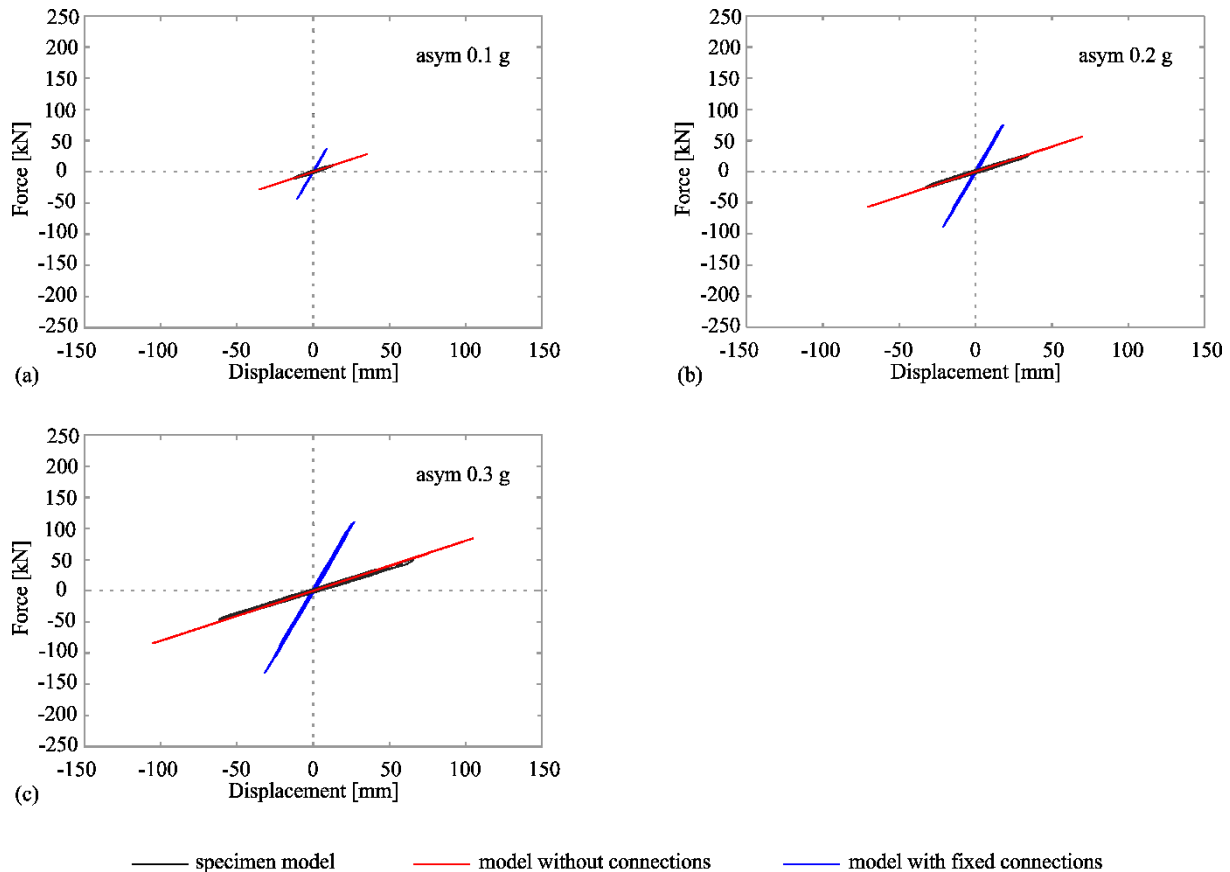 250
200
150
100
50
0
-50
-100
-150
-200
-250
Force [kN]
asym 0.1 g
-150 -100 -50 0 50 100 150
Displacement [mm]
(a)
250
200
150
100
50
0
-50
-100
-150
-200
-250
Force [kN]
asym 0.2 g
-150 -100 -50 0 50 100 150
Displacement [mm]
(b)
250
200
150
100
50
0
-50
-100
-150
-200
-250
Force [kN]
asym 0.3 g
-150 -100 -50 0 50 100 150
Displacement [mm]
(c)
specimen model model without connections model with fixed connections